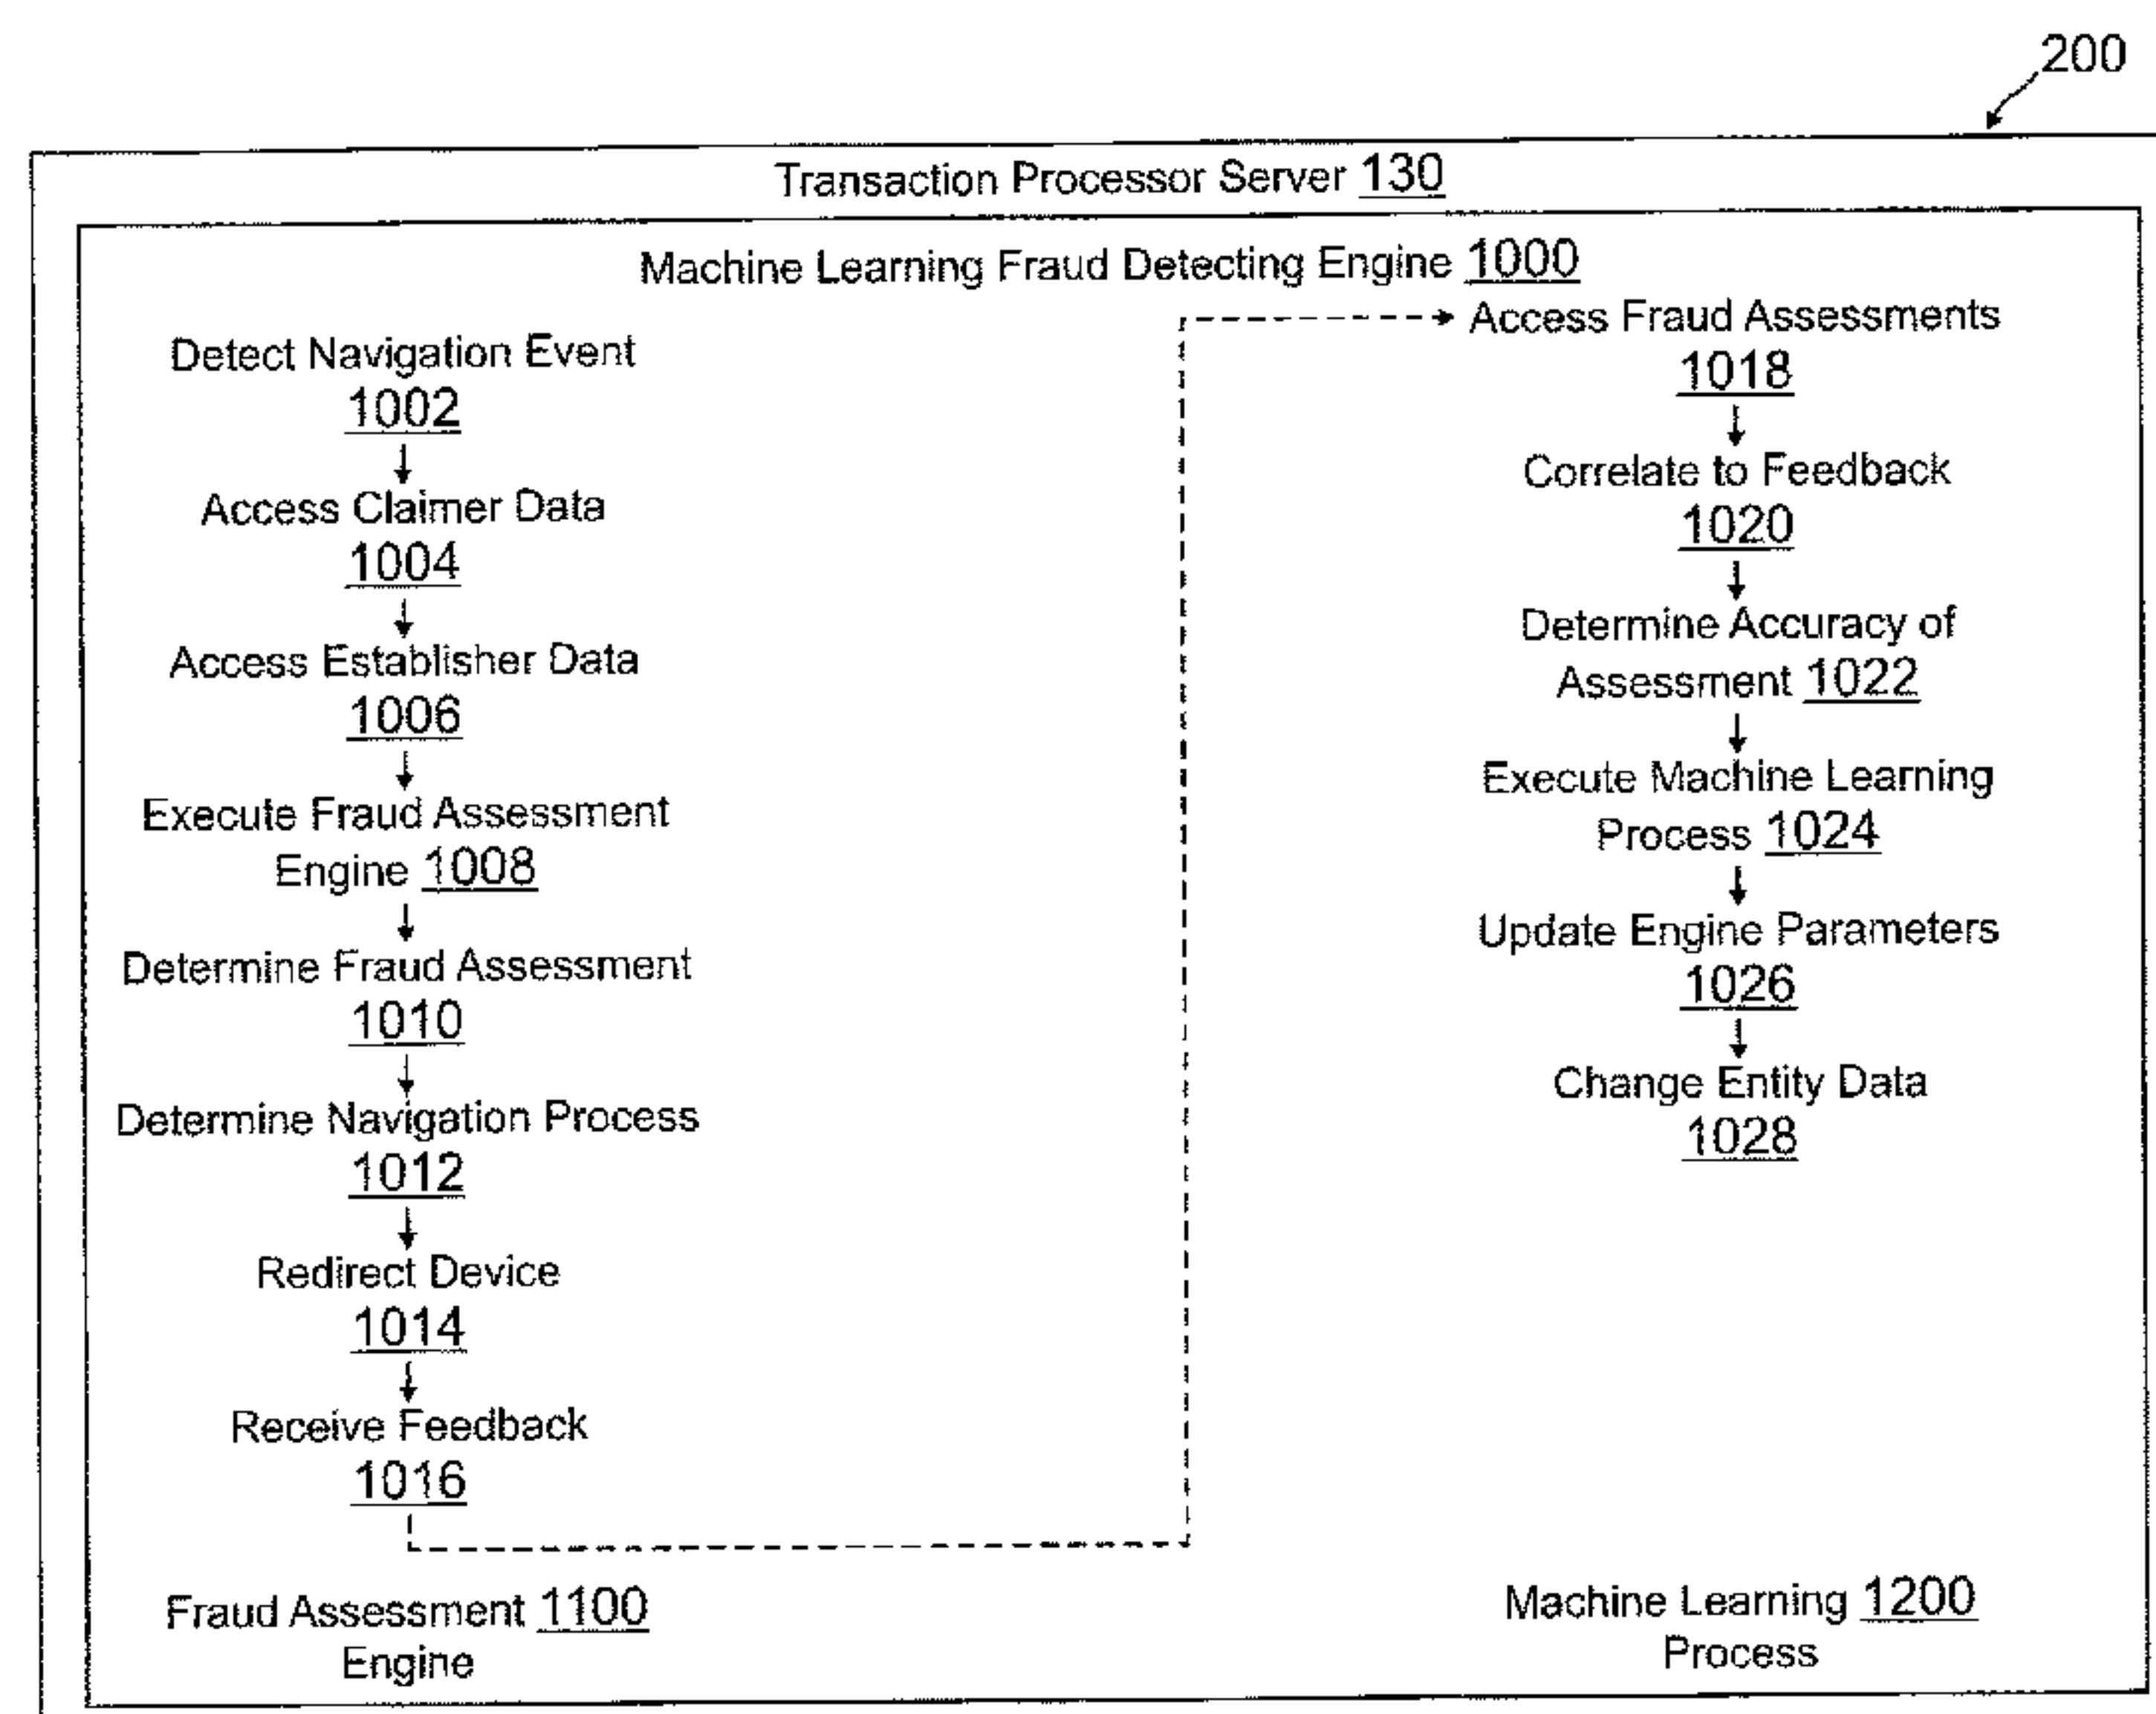 200
Transaction Processor Server 130
Machine Learning Fraud Detecting Engine 1000
Detect Navigation Event
1002
Access Claimer Data
1004
Access Establisher Data
1006
Execute Fraud Assessment
Engine 1008
Determine Fraud Assessment
1010
Determine Navigation Process
1012
Redirect Device
1014
Receive Feedback
1016
Fraud Assessment 1100
Engine
Access Fraud Assessments
1018
Correlate to Feedback
1020
Determine Accuracy of
Assessment 1022
Execute Machine Learning
Process 1024
Update Engine Parameters
1026
Change Entity Data
1028
Machine Learning 1200
Process